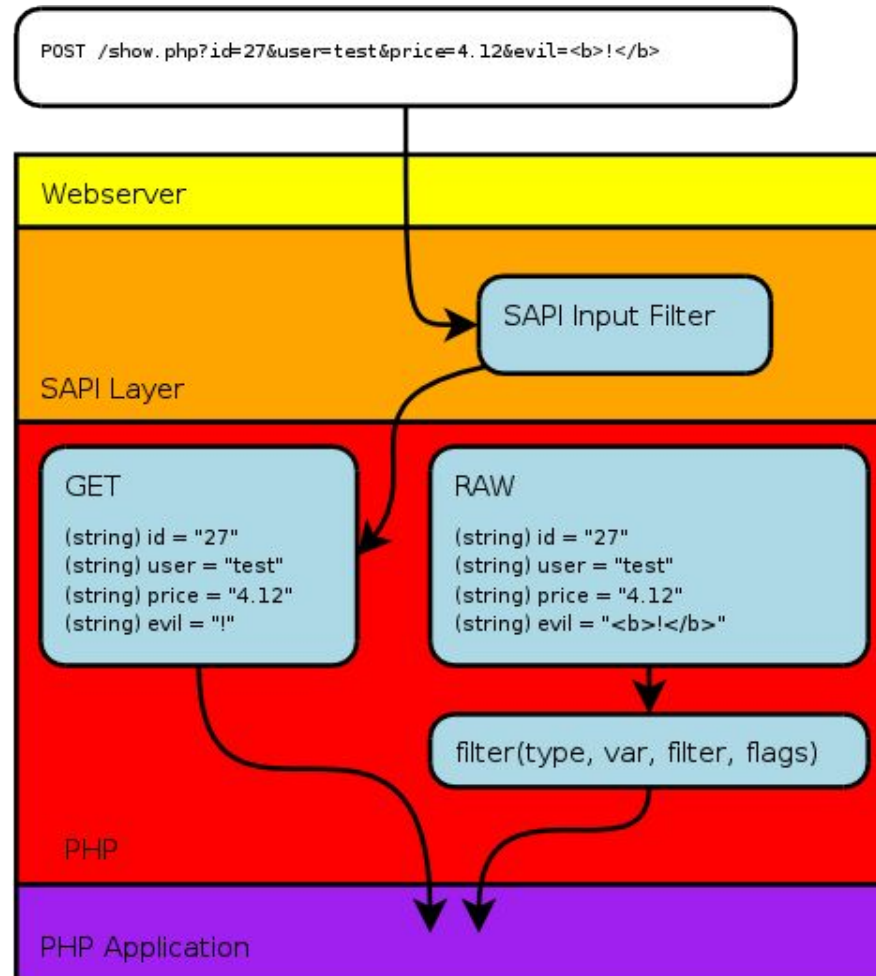 POST /show.php?id=27&user=test&price=4.12&evil=<b>!</b>
Webserver
SAPI Input Filter
SAPI Layer
GET
(string) id = "27"
(string) user = "test"
(string) price = "4.12"
(string) evil = "!"
RAW
(string) id = "27"
(string) user = "test"
(string) price = "4.12"
(string) evil = "<b>!</b>"
filter(type, var, filter, flags)
PHP
PHP Application